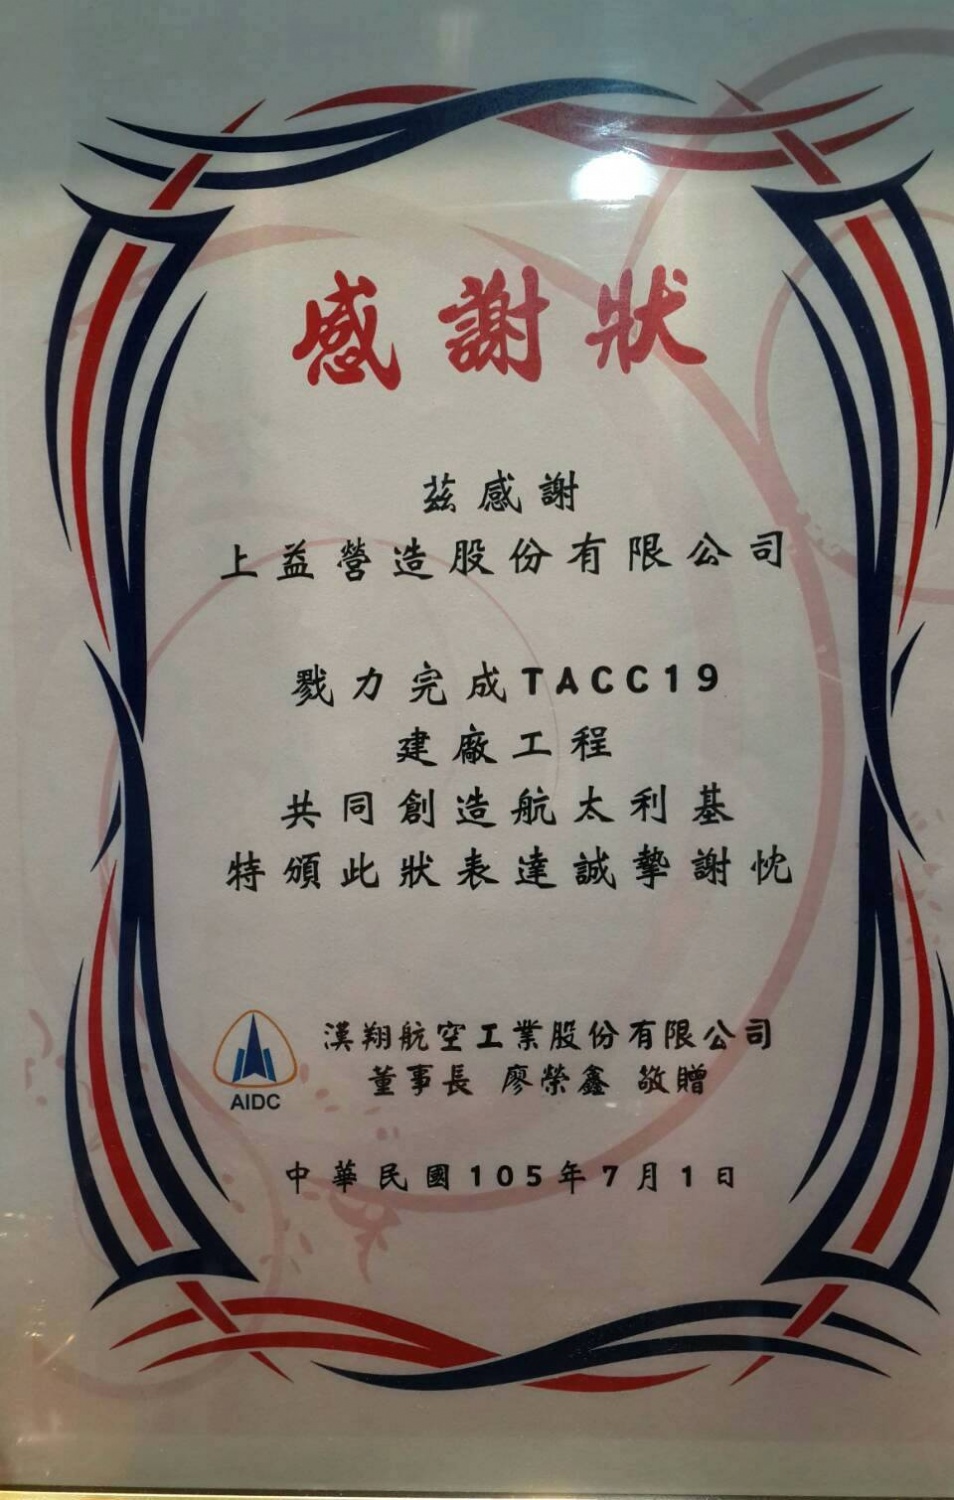 感謝狀
茲感謝
上益營造股份有限公司
戮力完成TACC19
建廠工程
共同創造航太利基
特頒此狀表達誠摯謝忱
漢翔航空工業股份有限公司
董事長 廖榮鑫 敬贈
AIDC
中華民國105年7月1日